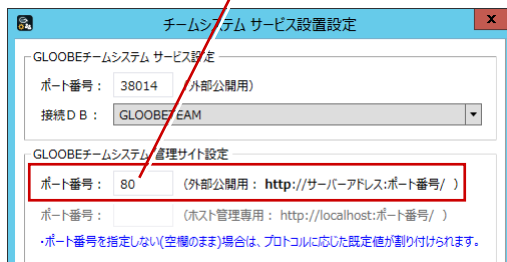 チームシステム サービス設置設定
x
GLOOBEチームシステム サービス設定
ポート番号： 38014 （外部公開用）
接続ＤＢ： GLOOBETEAM
GLOOBEチームシステム 管理サイト設定
ポート番号： 80 （外部公開用： http://サーバーアドレス:ポート番号/ ）
ポート番号： （ホスト管理専用： http://localhost:ポート番号/ ）
・ポート番号を指定しない(空欄のまま)場合は、プロトコルに応じた既定値が割り付けられます。